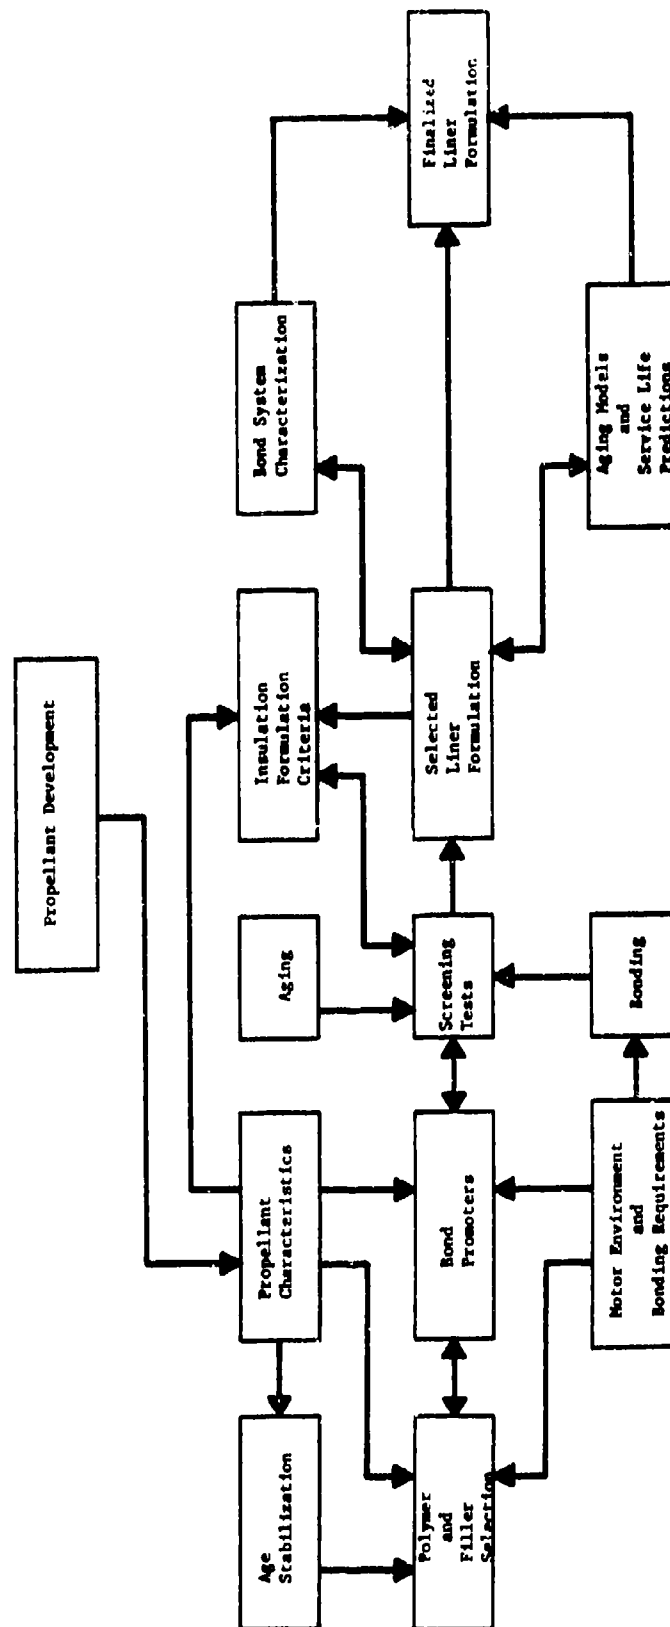 Propellant Development
Age
Stabilization
Propellant
Characteristics
Aging
Insulation
Formulation
Criteria
Bond System
Characterization
Polymer
and
Filler
Selection
Bond
Promoters
Screening
Tests
Selected
Liner
Formulation
Finalized
Liner
Formulation
Motor Environment
and
Bonding Requirements
Bonding
Aging Models
and
Service Life
Predictions